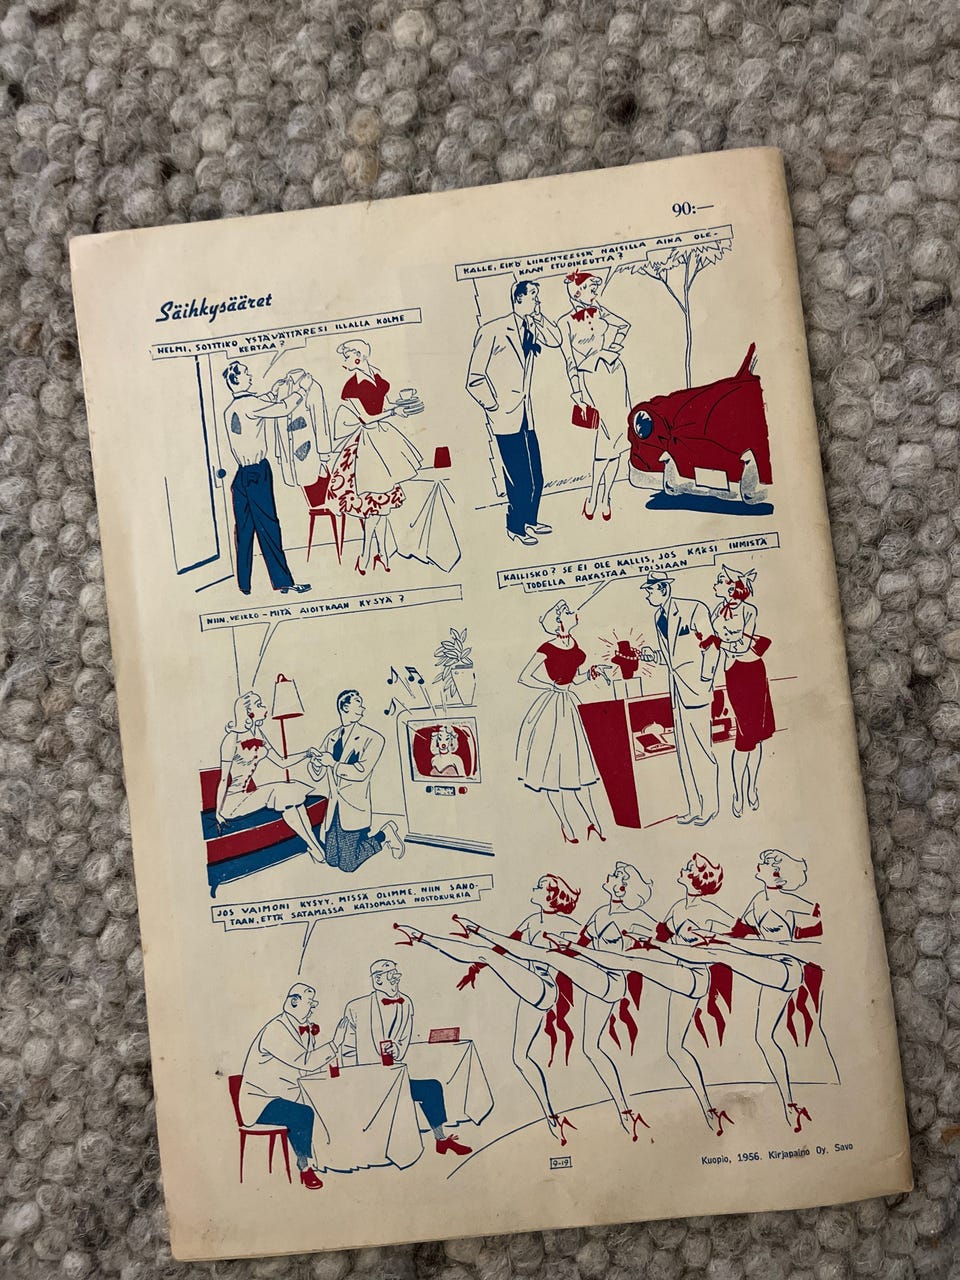 90:—
Säihkysääret
HELMI, SOITTIKO YSTÄVÄTTÄRESI ILLALLA KOLME
KERTAA?
KALLE, EIKÖ LIIKENTEESSÄ NAISILLA AINA OLE-
KAAN ETUOIKEUTTA?
NIIN, VEIKKO – MITÄ AIOITKAAN KYSYÄ?
KALLISKO? SE EI OLE KALLIS, JOS KAKSI IHMISTÄ
TODELLA RAKASTAA TOISIAAN
JOS VAIMONI KYSYY, MISSÄ OLIMME, NIIN SANO-
TAAN, ETTÄ SATAMASSA KATSOMASSA NOSTOKURKIA
9-19
Kuopio, 1956. Kirjapaino Oy. Savo